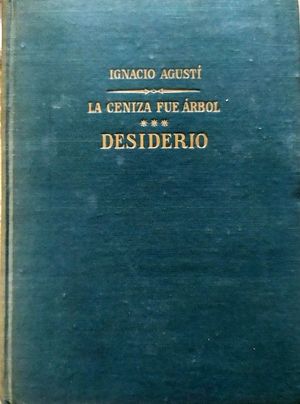 IGNACIO AGUSTÍ
LA CENIZA FUE ÁRBOL
***
DESIDERIO